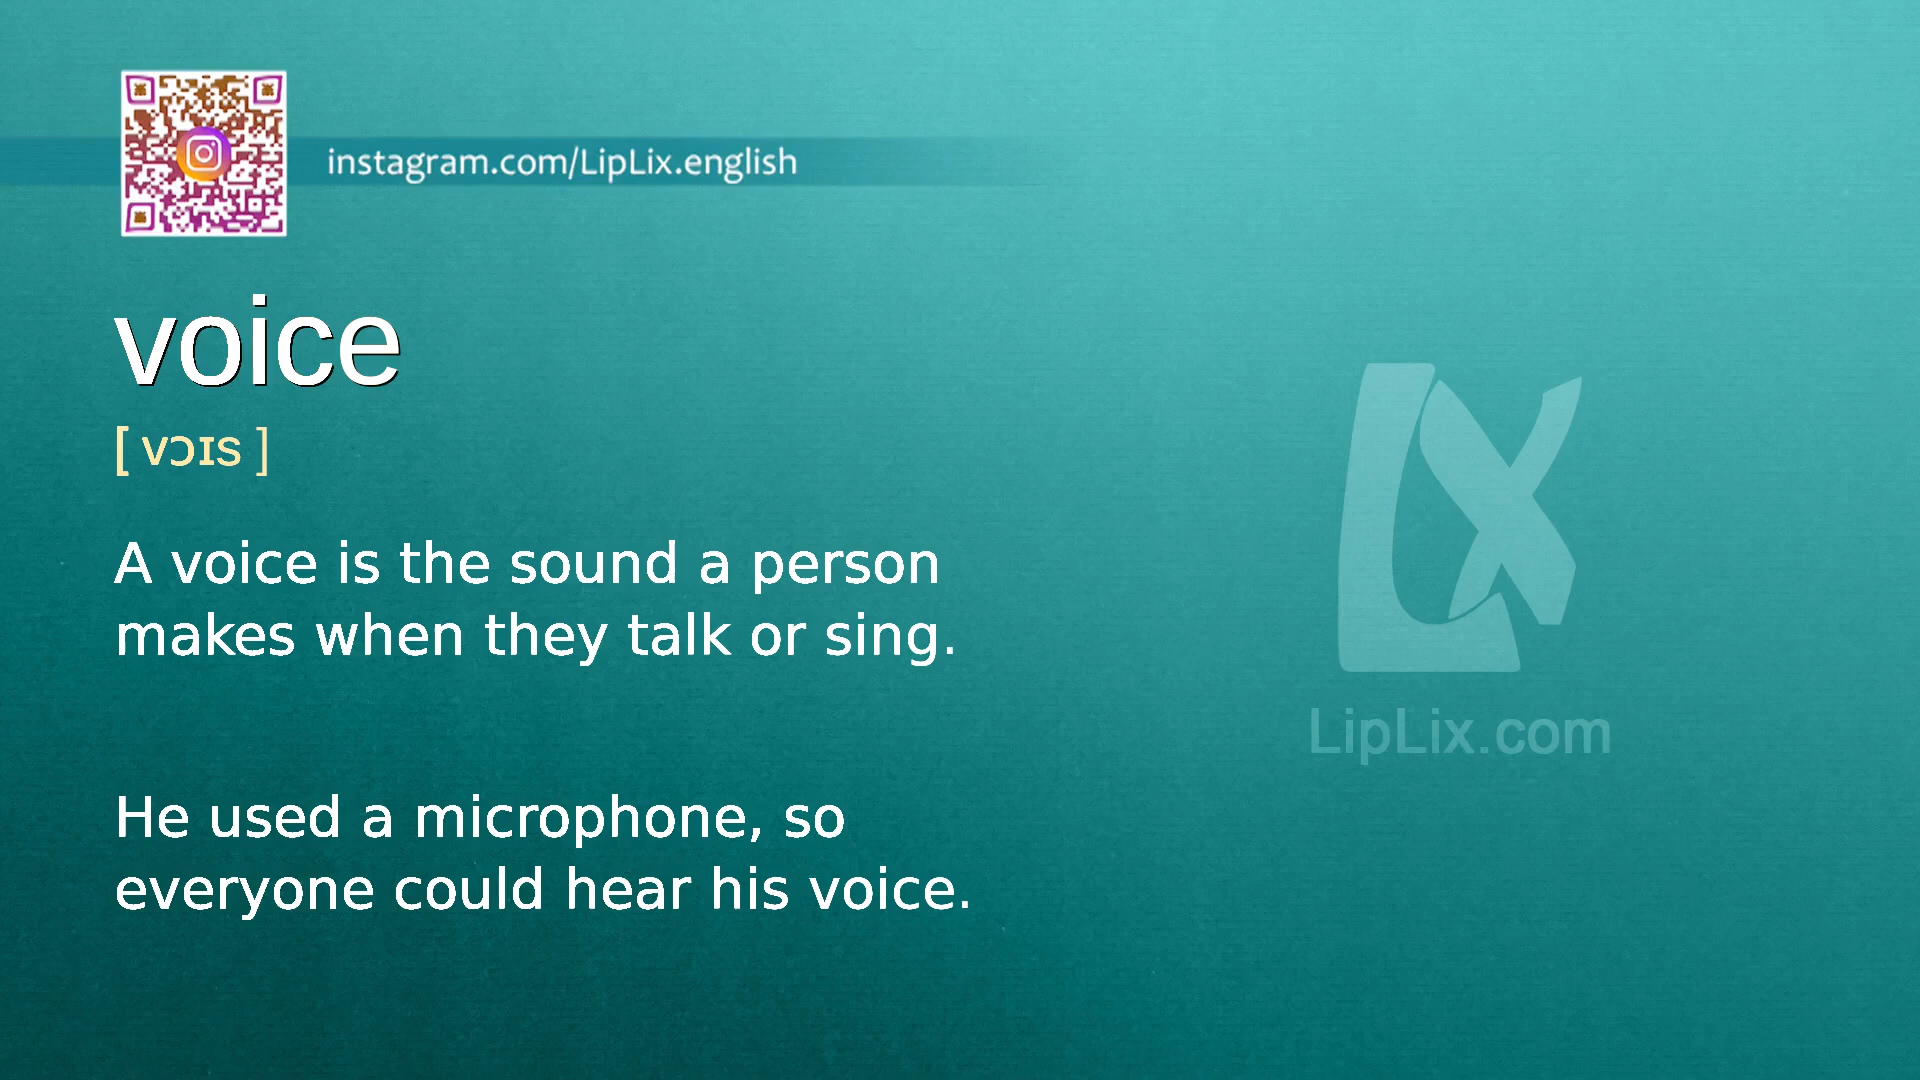 instagram.com/LipLix.english
voice
[ vɔɪs ]
A voice is the sound a person
makes when they talk or sing.
He used a microphone, so
everyone could hear his voice.
LX
LipLix.com